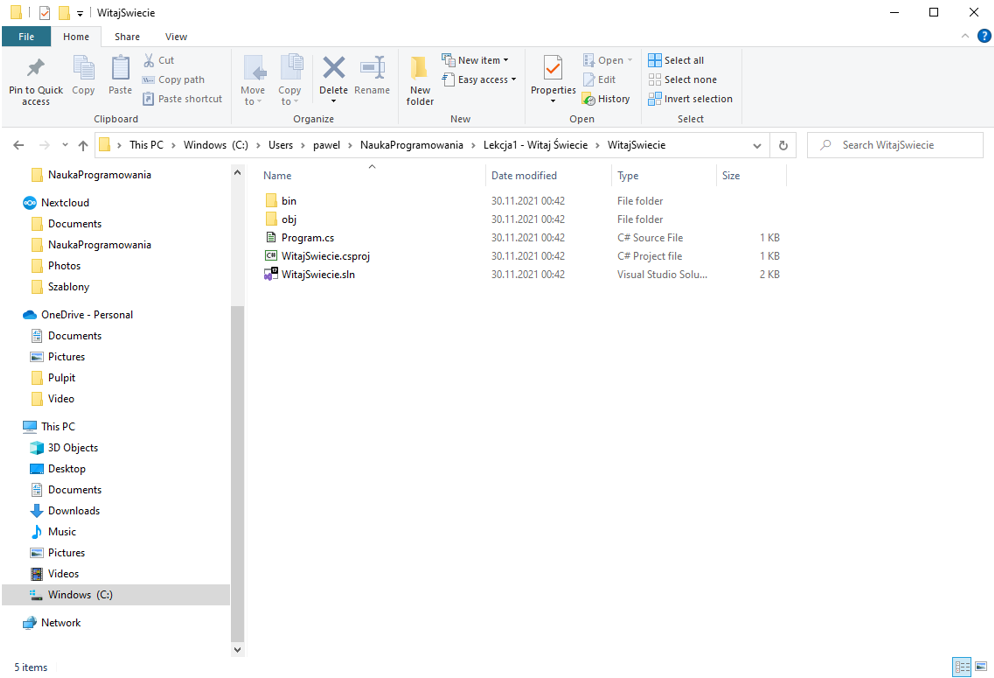 WitajSwiecie
File Home Share View
Pin to Quick access
Copy
Paste
Cut
Copy path
Paste shortcut
Clipboard
Move to
Copy to
Delete
Rename
Organize
New folder
New item
Easy access
New
Properties
Open
Edit
History
Open
Select all
Select none
Invert selection
Select
This PC > Windows (C:) > Users > pawel > NaukaProgramowania > Lekcja1 - Witaj Świecie > WitajSwiecie
Search WitajSwiecie
NaukaProgramowania
Nextcloud
Documents
NaukaProgramowania
Photos
Szablony
OneDrive - Personal
Documents
Pictures
Pulpit
Video
This PC
3D Objects
Desktop
Documents
Downloads
Music
Pictures
Videos
Windows (C:)
Network
Name Date modified Type Size
bin 30.11.2021 00:42 File folder
obj 30.11.2021 00:42 File folder
Program.cs 30.11.2021 00:42 C# Source File 1 KB
WitajSwiecie.csproj 30.11.2021 00:42 C# Project file 1 KB
WitajSwiecie.sln 30.11.2021 00:42 Visual Studio Solu... 2 KB
5 items